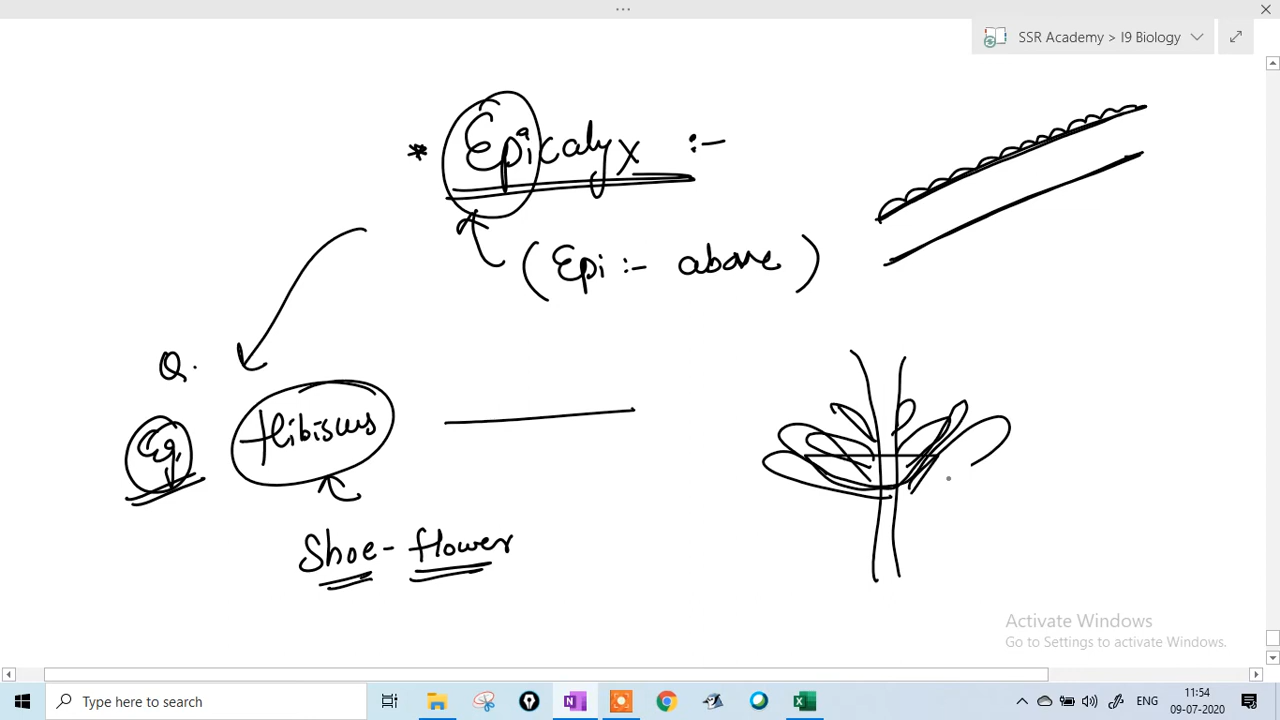 SSR Academy > I9 Biology
* Epicalyx :-
(Epi :- above)
Q.
Eg. Hibiscus
Shoe-flower
Activate Windows
Go to Settings to activate Windows.
Type here to search
ENG
11:54
09-07-2020